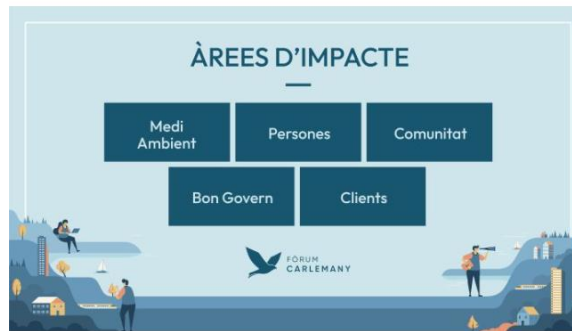 ÀREES D'IMPACTE
Medi
Ambient
Persones
Comunitat
Bon Govern
Clients
FÒRUM
CARLEMANY